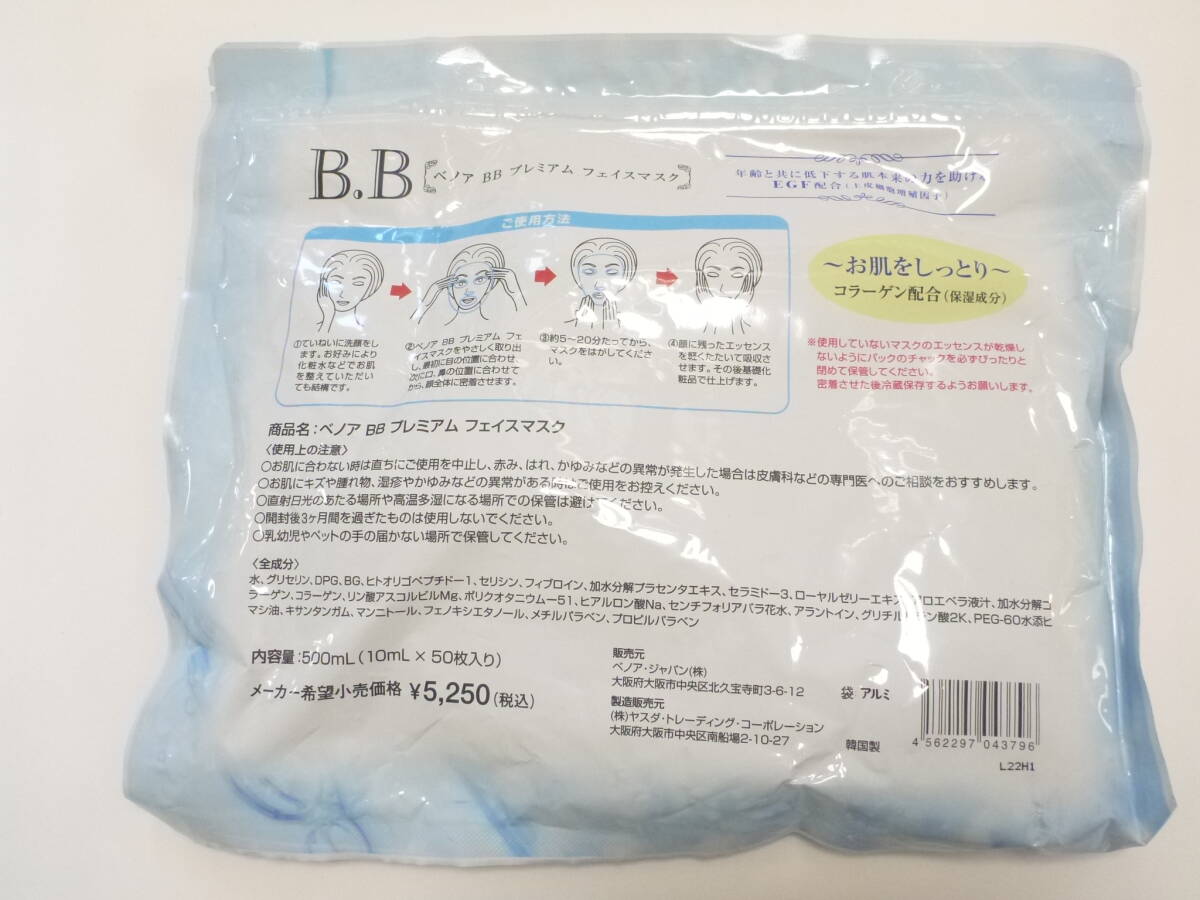 B.B
ベノア BB プレミアム フェイスマスク
年齢と共に低下する肌本来の力を助ける
EGF配合(上皮細胞増殖因子)
ご使用方法
①ていねいに洗顔をし
ます。お好みにより
化粧水などでお肌
を整えていただい
ても結構です。
②ベノア BB プレミアム フェ
イスマスクをやさしく取り出
し、最初に目の位置に合わせ、
次に口、鼻の位置に合わせて
から、顔全体に密着させます。
③約5～20分たってから、
マスクをはがしてくださ
い。
④顔に残ったエッセンス
を軽くたたいて吸収さ
せます。その後基礎化
粧品で仕上げます。
～お肌をしっとり～
コラーゲン配合(保湿成分)
※使用していないマスクのエッセンスが乾燥し
ないようにパックのチャックを必ずぴったりと
閉めて保管してください。
密着させた後冷蔵保存するようお願いします。
商品名:ベノア BB プレミアム フェイスマスク
〈使用上の注意〉
○お肌に合わない時は直ちにご使用を中止し、赤み、はれ、かゆみなどの異常が発生した場合は皮膚科などの専門医へのご相談をおすすめします。
○お肌にキズや腫れ物、湿疹やかゆみなどの異常がある時はご使用をお控えください。
○直射日光のあたる場所や高温多湿になる場所での保管は避けてください。
○開封後3ヶ月間を過ぎたものは使用しないでください。
○乳幼児やペットの手の届かない場所で保管してください。
〈全成分〉
水、グリセリン、DPG、BG、ヒトオリゴペプチドー1、セリシン、フィブロイン、加水分解プラセンタエキス、セラミドー3、ローヤルゼリーエキス、アロエベラ液汁、加水分解コ
ラーゲン、コラーゲン、リン酸アスコルビルMg、ポリクオタニウムー51、ヒアルロン酸Na、センチフォリアバラ花水、アラントイン、グリチルリチン酸2K、PEG-60水添ヒ
マシ油、キサンタンガム、マンニトール、フェノキシエタノール、メチルパラベン、プロピルパラベン
内容量:500mL(10mL × 50枚入り)
メーカー希望小売価格 ¥5,250(税込)
販売元
ベノア・ジャパン(株)
大阪府大阪市中央区北久宝寺町3-6-12
製造販売元
(株)ヤスダ・トレーディング・コーポレーション
大阪府大阪市中央区南船場2-10-27
袋 アルミ
韓国製
4 562297 043796
L22H1